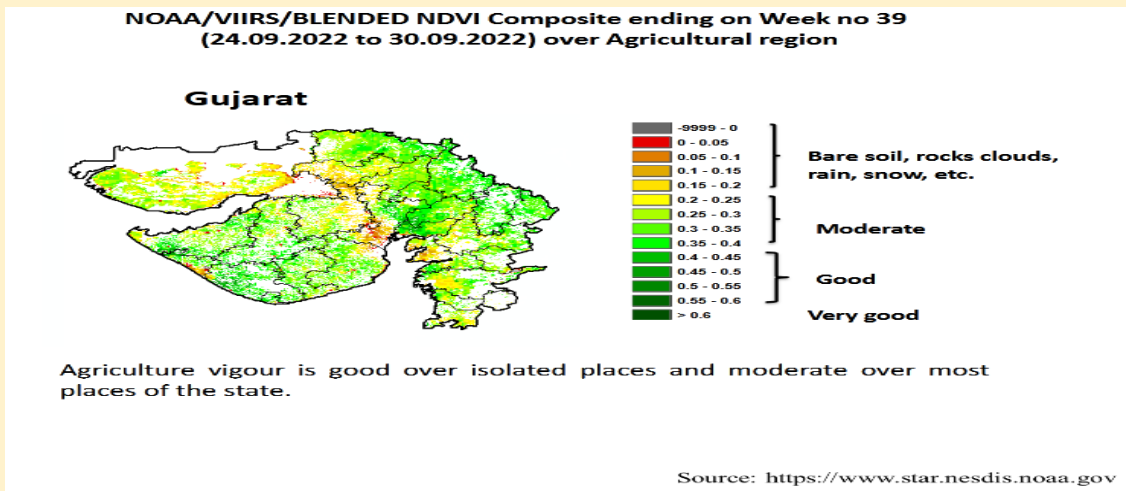 NOAA/VIIRS/BLENDED NDVI Composite ending on Week no 39
(24.09.2022 to 30.09.2022) over Agricultural region
Gujarat
-9999 - 0
0 - 0.05
0.05 - 0.1
0.1 - 0.15
0.15 - 0.2
0.2 - 0.25
0.25 - 0.3
0.3 - 0.35
0.35 - 0.4
0.4 - 0.45
0.45 - 0.5
0.5 - 0.55
0.55 - 0.6
> 0.6
Bare soil, rocks clouds,
rain, snow, etc.
Moderate
Good
Very good
Agriculture vigour is good over isolated places and moderate over most
places of the state.
Source: https://www.star.nesdis.noaa.gov